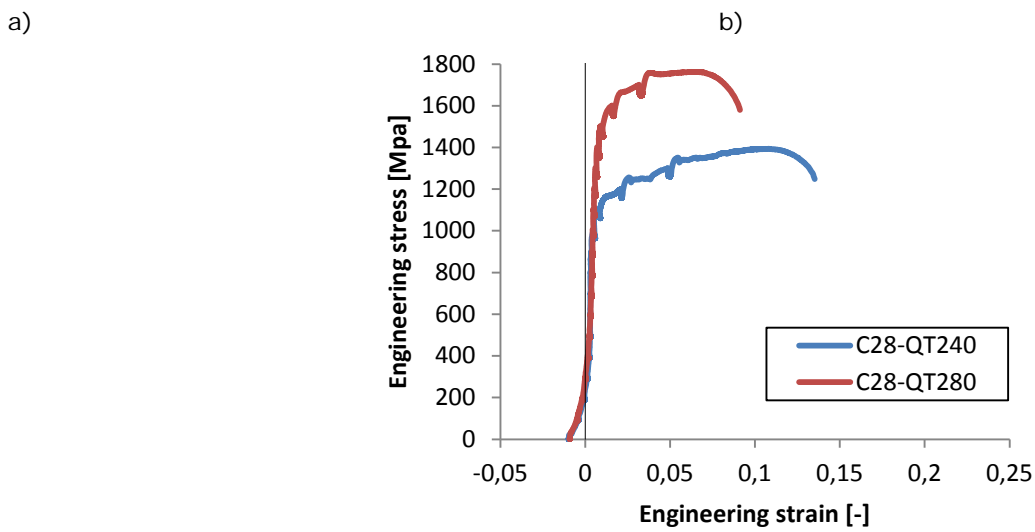 a)
b)
Engineering stress [Mpa]
1800
1600
1400
1200
1000
800
600
400
200
0
C28-QT240
C28-QT280
-0,05
0
0,05
0,1
0,15
0,2
0,25
Engineering strain [-]